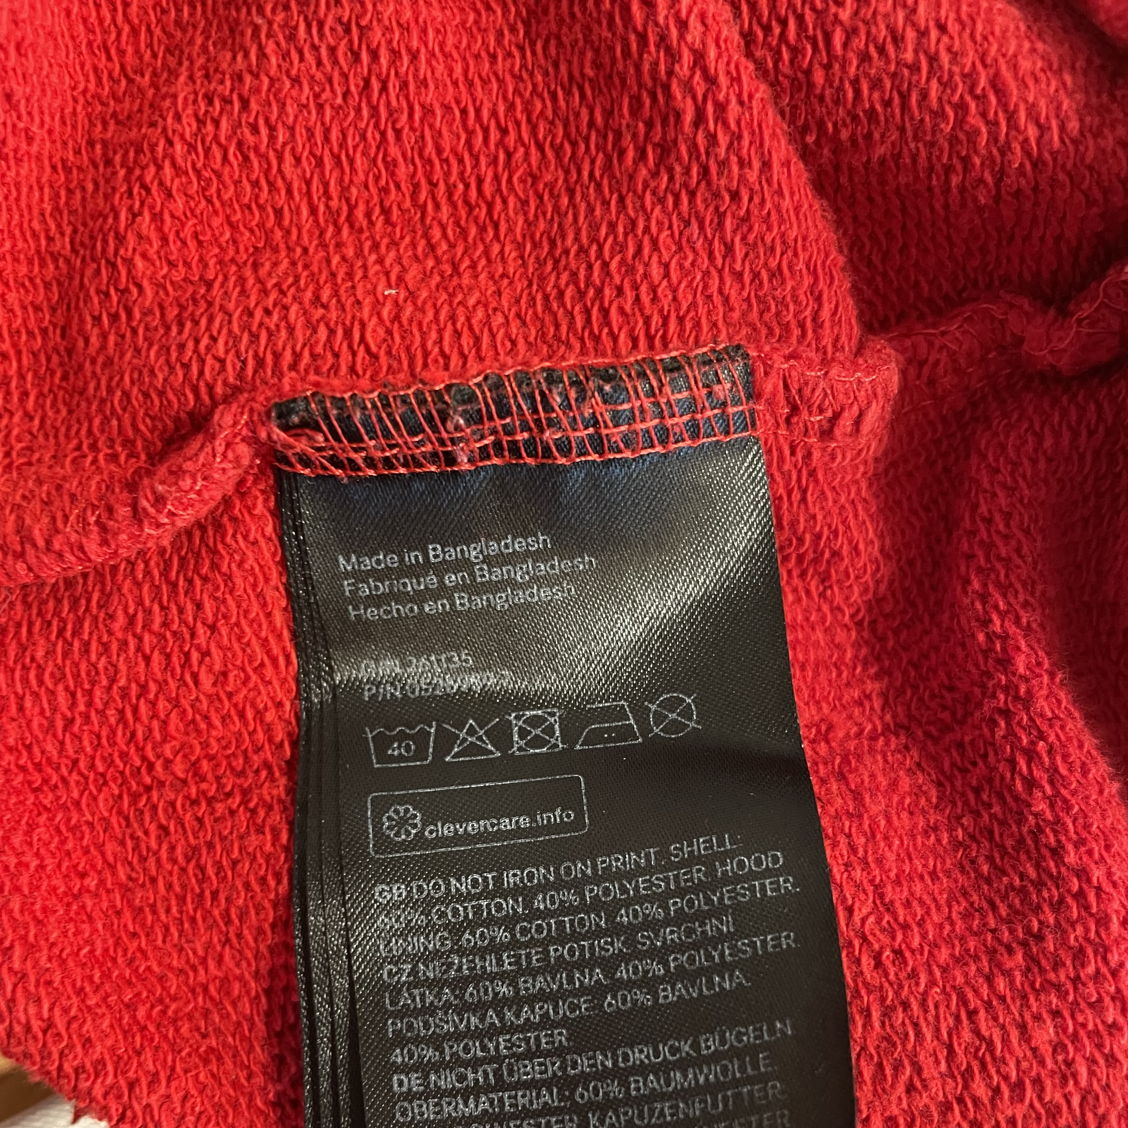 Made in Bangladesh
Fabriqué en Bangladesh
Hecho en Bangladesh
40
clevercare.info
GB DO NOT IRON ON PRINT. SHELL:
60% COTTON. 40% POLYESTER. HOOD
LINING: 60% COTTON. 40% POLYESTER.
CZ NEŽEHLETE POTISK. SVRCHNÍ
LÁTKA: 60% BAVLNA. 40% POLYESTER.
PODŠÍVKA KAPUCE: 60% BAVLNA.
40% POLYESTER
DE NICHT ÜBER DEN DRUCK BÜGELN.
OBERMATERIAL: 60% BAUMWOLLE.
KAPUZENFUTTER: